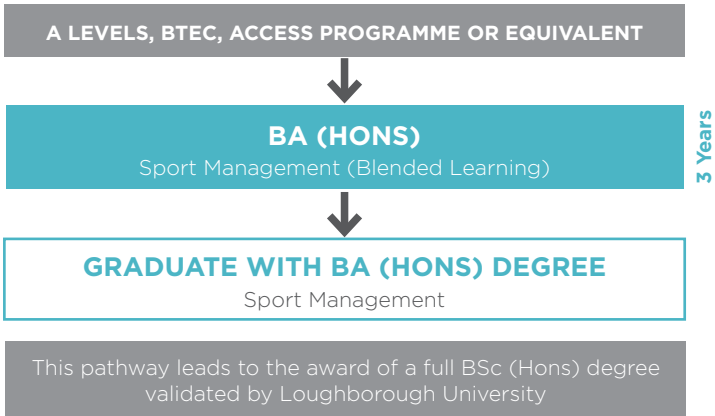 A LEVELS, BTEC, ACCESS PROGRAMME OR EQUIVALENT
BA (HONS)
Sport Management (Blended Learning)
3 Years
GRADUATE WITH BA (HONS) DEGREE
Sport Management
This pathway leads to the award of a full BSc (Hons) degree
validated by Loughborough University